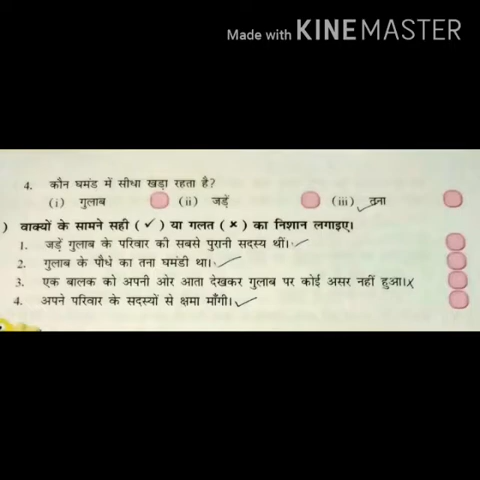 Made with KINEMASTER
4. कौन घमंड में सीधा खड़ा रहता है?
(i) गुलाब (ii) जड़ें (iii) तना
) वाक्यों के सामने सही (✓) या गलत (×) का निशान लगाइए।
1. जड़ें गुलाब के परिवार की सबसे पुरानी सदस्य थीं। ✓
2. गुलाब के पौधे का तना घमंडी था। ✓
3. एक बालक को अपनी ओर आता देखकर गुलाब पर कोई असर नहीं हुआ। x
4. अपने परिवार के सदस्यों से क्षमा माँगी। ✓